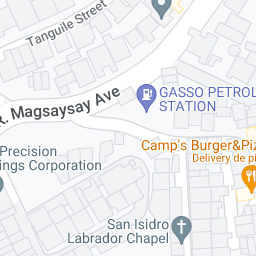 Tanguile Street
R. Magsaysay Ave
GASSO PETROL
STATION
Camp's Burger&Piz
Delivery de pi
Precision
ngs Corporation
San Isidro
Labrador Chapel